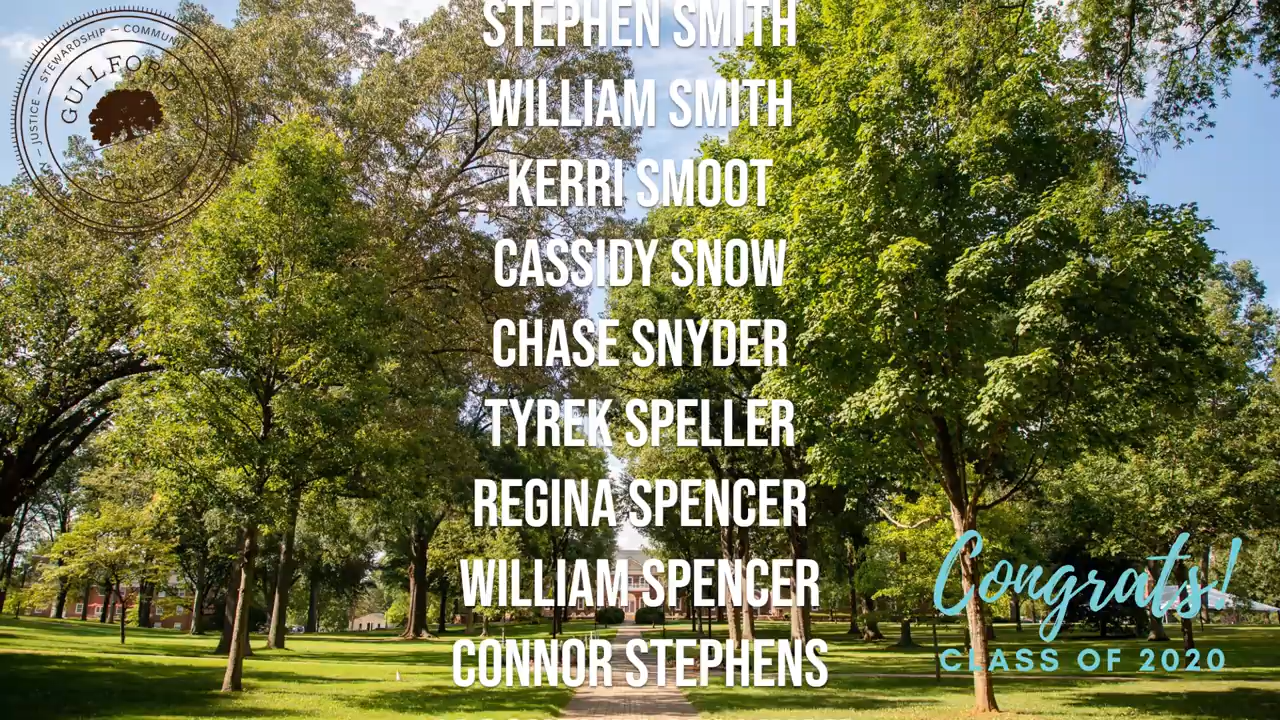 STEWARDSHIP — COMMUN
JUSTICE
GUILFORD
STEPHEN SMITH
WILLIAM SMITH
KERRI SMOOT
CASSIDY SNOW
CHASE SNYDER
TYREK SPELLER
REGINA SPENCER
WILLIAM SPENCER
CONNOR STEPHENS
Congrats!
CLASS OF 2020